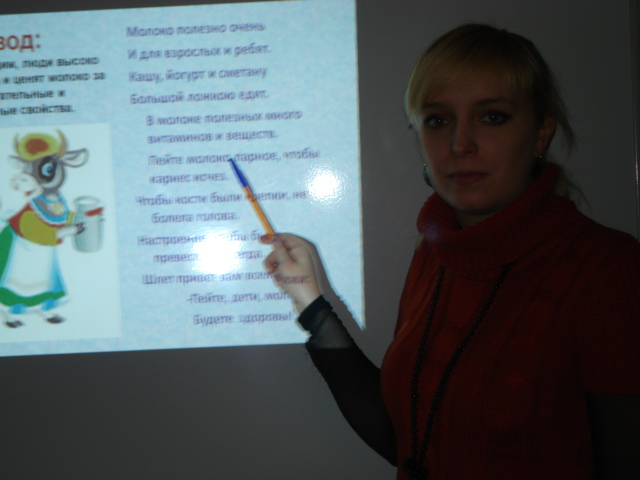 вод:
ии, люди высоко
и ценят молоко за
ательные и
ые свойства.
Молоко полезно очень
И для взрослых и ребят.
Кашу, йогурт и сметану
Большой ложкою едят.
В молоке полезных много
витаминов и веществ.
Пейте молоко парное, чтобы
кариес исчез.
Чтобы кости были крепки, не
болела голова.
Настроение бы
Шлет привет вам
-Пейте, дети,
Будете здоровы!